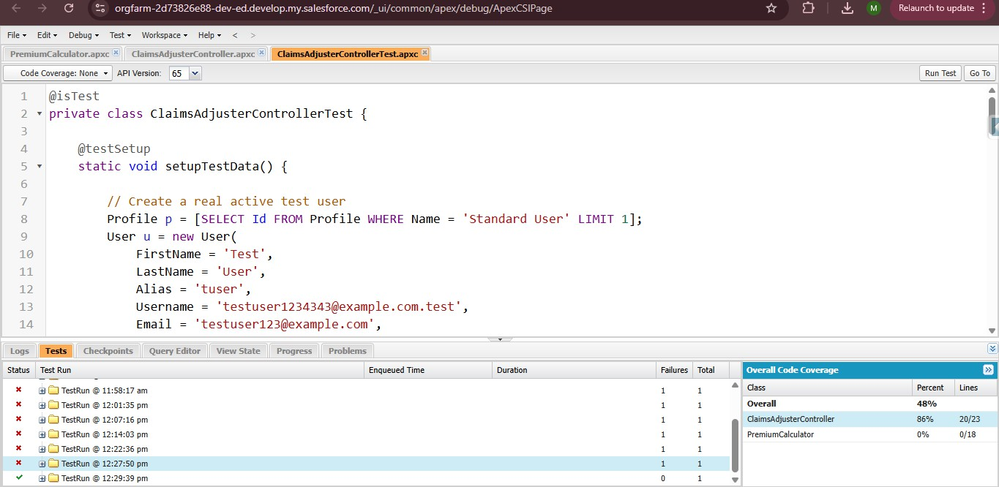 orgfarm-2d73826e88-dev-ed.develop.my.salesforce.com/_ui/common/apex/debug/ApexCSIPage
M
Relaunch to update
File Edit Debug Test Workspace Help < >
PremiumCalculator.apxc ClaimsAdjusterController.apxc ClaimsAdjusterControllerTest.apxc
Code Coverage: None API Version: 65 Run Test Go To
1 @isTest
2 private class ClaimsAdjusterControllerTest {
3
4 @testSetup
5 static void setupTestData() {
6
7 // Create a real active test user
8 Profile p = [SELECT Id FROM Profile WHERE Name = 'Standard User' LIMIT 1];
9 User u = new User(
10 FirstName = 'Test',
11 LastName = 'User',
12 Alias = 'tuser',
13 Username = 'testuser1234343@example.com.test',
14 Email = 'testuser123@example.com',
Logs Tests Checkpoints Query Editor View State Progress Problems
Status Test Run Enqueued Time Duration Failures Total
TestRun @ 11:58:17 am 1 1
TestRun @ 12:01:35 pm 1 1
TestRun @ 12:07:16 pm 1 1
TestRun @ 12:14:03 pm 1 1
TestRun @ 12:22:36 pm 1 1
TestRun @ 12:27:50 pm 1 1
TestRun @ 12:29:39 pm 0 1
Overall Code Coverage
Class Percent Lines
Overall 48%
ClaimsAdjusterController 86% 20/23
PremiumCalculator 0% 0/18